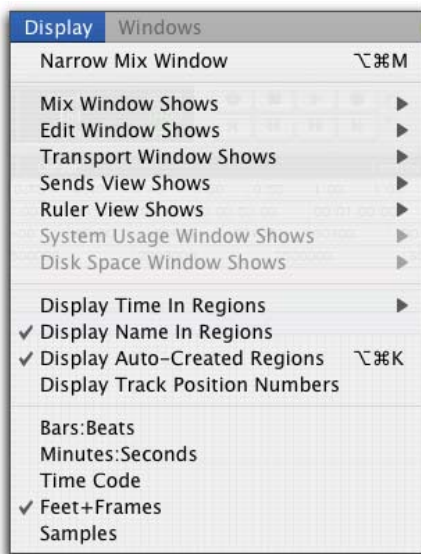 Display Windows
Narrow Mix Window ⌥⌘M
Mix Window Shows ▶
Edit Window Shows ▶
Transport Window Shows ▶
Sends View Shows ▶
Ruler View Shows ▶
System Usage Window Shows ▶
Disk Space Window Shows ▶
Display Time In Regions ▶
✓ Display Name In Regions
✓ Display Auto-Created Regions ⌥⌘K
Display Track Position Numbers
Bars:Beats
Minutes:Seconds
Time Code
✓ Feet+Frames
Samples